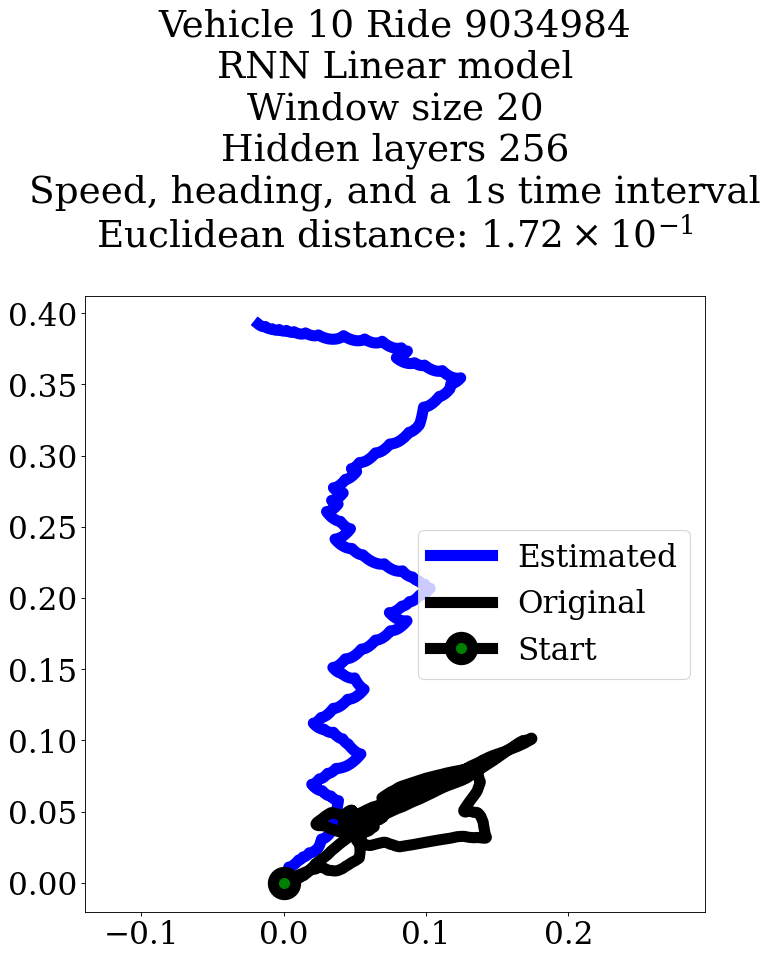 Vehicle 10 Ride 9034984
RNN Linear model
Window size 20
Hidden layers 256
Speed, heading, and a 1s time interval
Euclidean distance: 1.72 × 10⁻¹
0.40
0.35
0.30
0.25
0.20
0.15
0.10
0.05
0.00
Estimated
Original
Start
−0.1
0.0
0.1
0.2